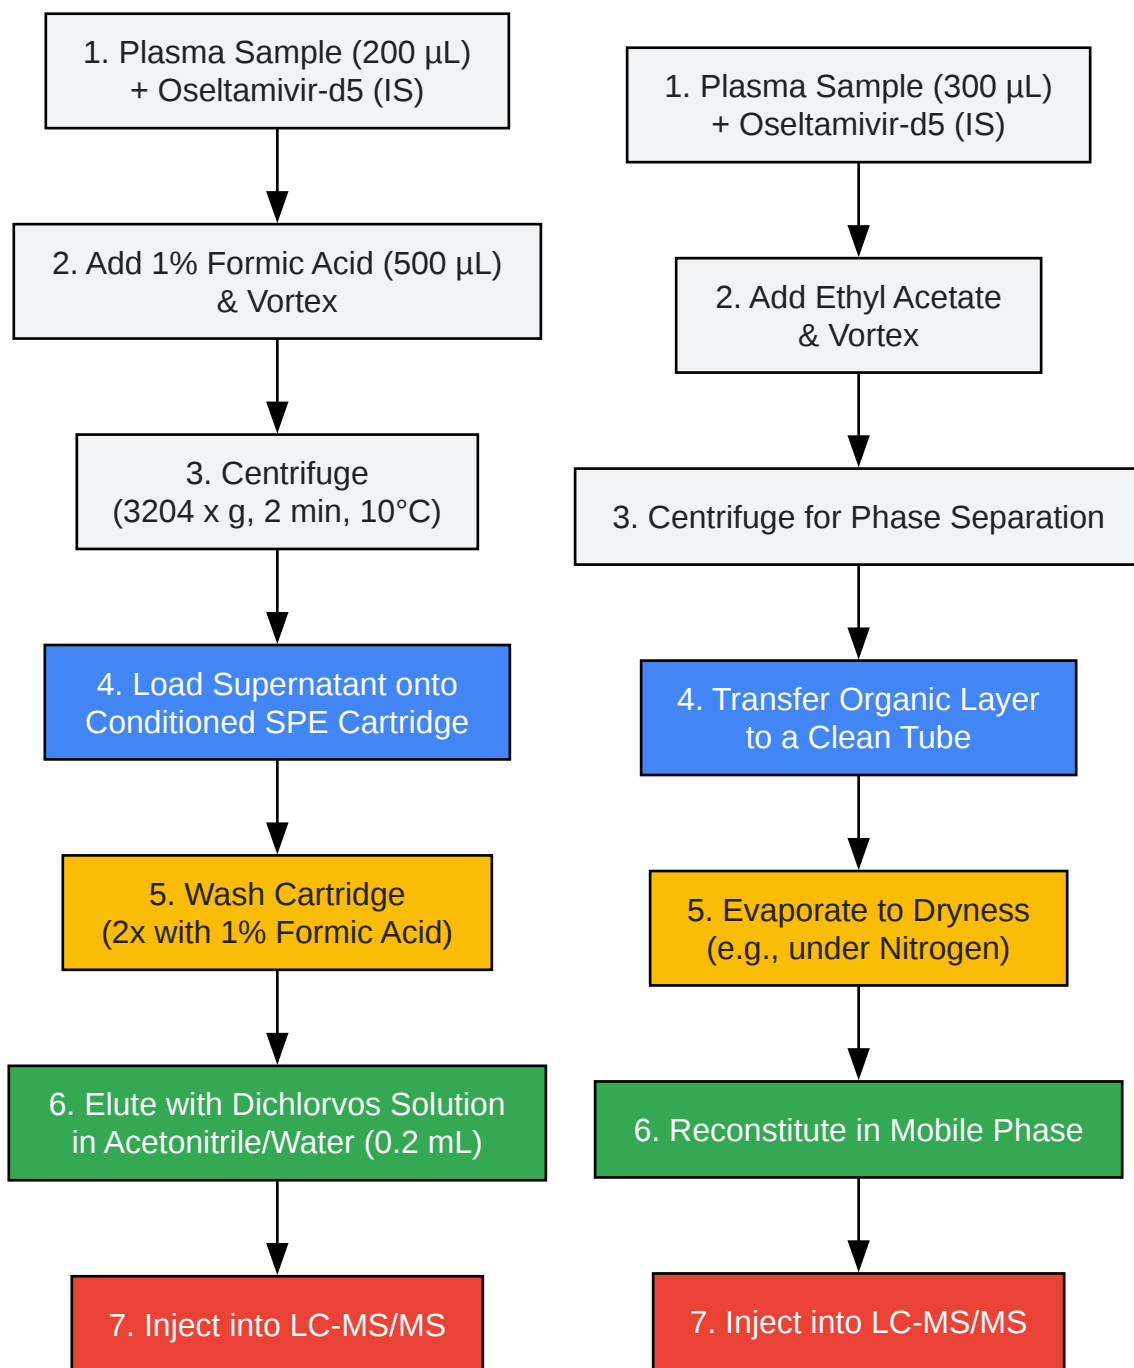 1. Plasma Sample (200 µL)
+ Oseltamivir-d5 (IS)
2. Add 1% Formic Acid (500 µL)
& Vortex
3. Centrifuge
(3204 x g, 2 min, 10°C)
4. Load Supernatant onto
Conditioned SPE Cartridge
5. Wash Cartridge
(2x with 1% Formic Acid)
6. Elute with Dichlorvos Solution
in Acetonitrile/Water (0.2 mL)
7. Inject into LC-MS/MS
1. Plasma Sample (300 µL)
+ Oseltamivir-d5 (IS)
2. Add Ethyl Acetate
& Vortex
3. Centrifuge for Phase Separation
4. Transfer Organic Layer
to a Clean Tube
5. Evaporate to Dryness
(e.g., under Nitrogen)
6. Reconstitute in Mobile Phase
7. Inject into LC-MS/MS